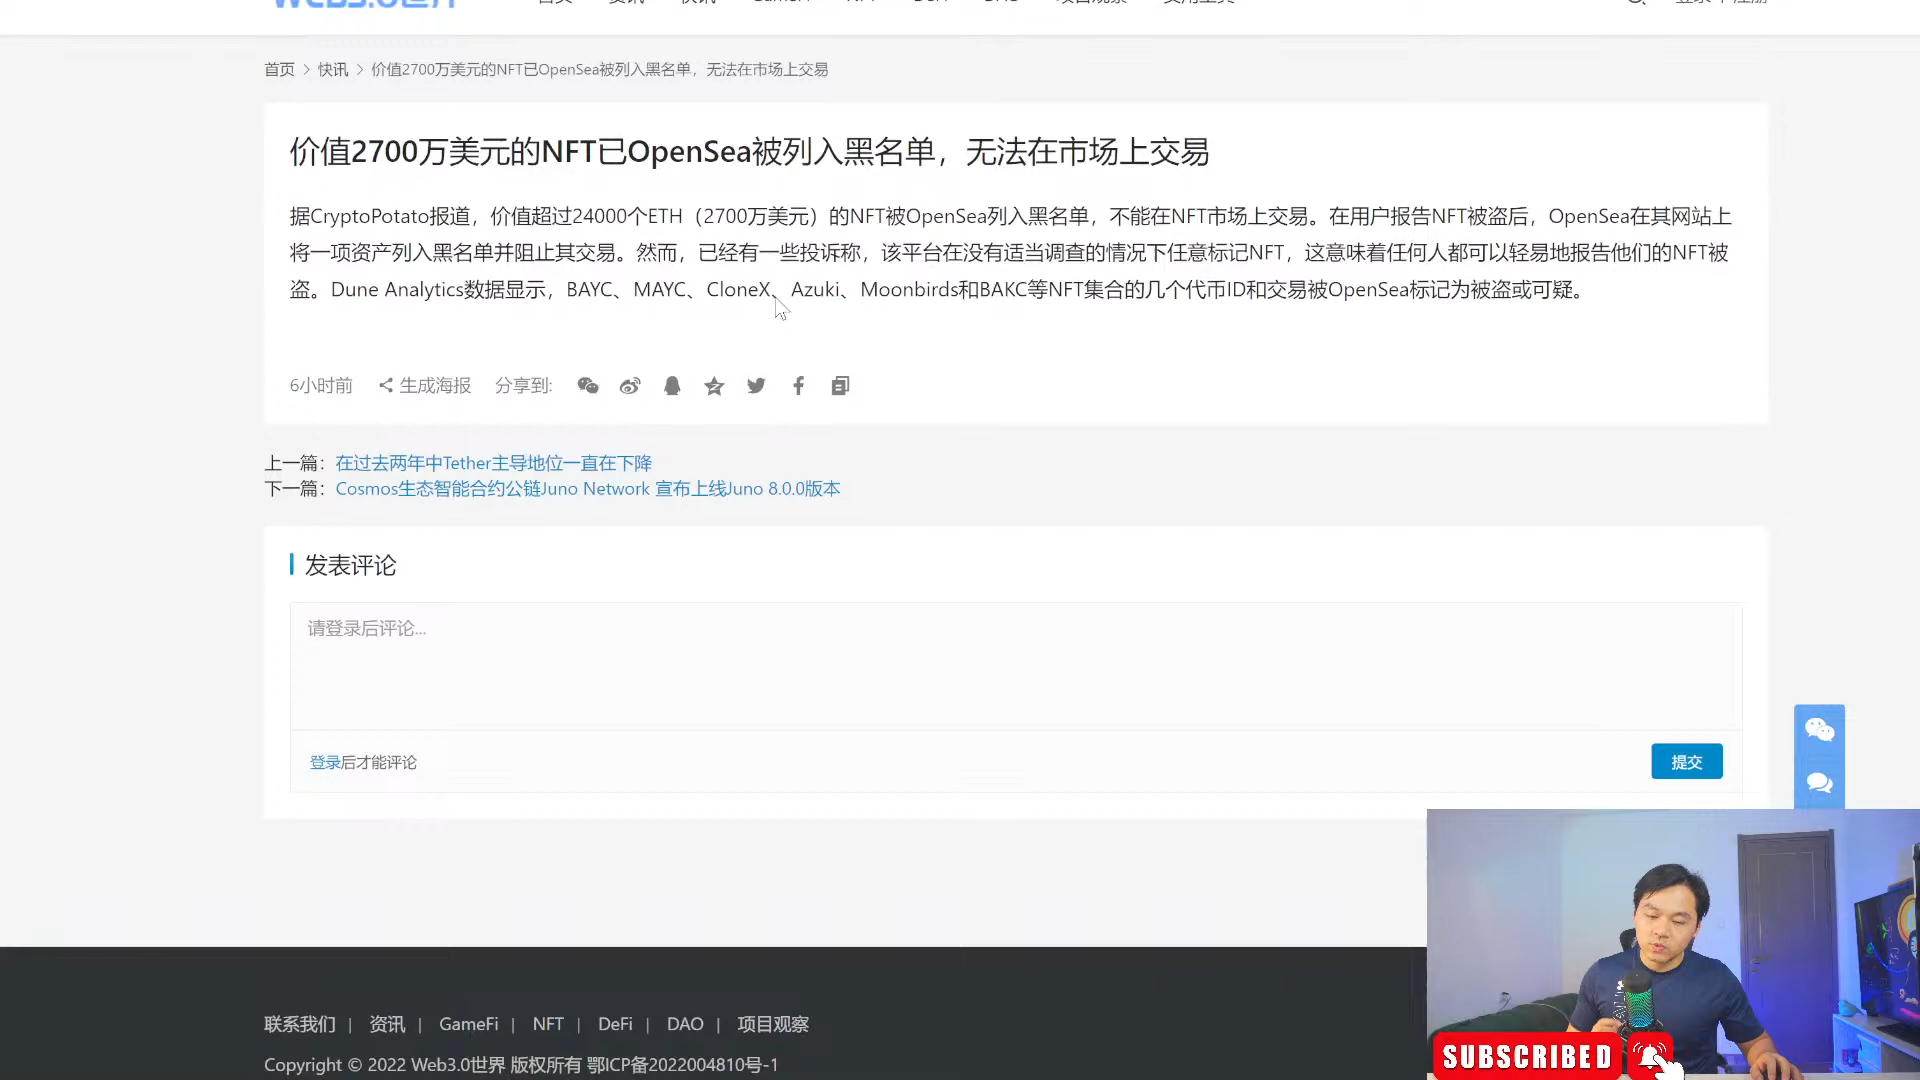 首页 > 快讯 > 价值2700万美元的NFT已OpenSea被列入黑名单，无法在市场上交易
价值2700万美元的NFT已OpenSea被列入黑名单，无法在市场上交易
据CryptoPotato报道，价值超过24000个ETH（2700万美元）的NFT被OpenSea列入黑名单，不能在NFT市场上交易。在用户报告NFT被盗后，OpenSea在其网站上
将一项资产列入黑名单并阻止其交易。然而，已经有一些投诉称，该平台在没有适当调查的情况下任意标记NFT，这意味着任何人都可以轻易地报告他们的NFT被
盗。Dune Analytics数据显示，BAYC、MAYC、CloneX、Azuki、Moonbirds和BAKC等NFT集合的几个代币ID和交易被OpenSea标记为被盗或可疑。
6小时前 生成海报 分享到:
上一篇：在过去两年中Tether主导地位一直在下降
下一篇：Cosmos生态智能合约公链Juno Network 宣布上线Juno 8.0.0版本
发表评论
请登录后评论...
登录后才能评论 提交
联系我们 | 资讯 | GameFi | NFT | DeFi | DAO | 项目观察
Copyright © 2022 Web3.0世界 版权所有 鄂ICP备2022004810号-1
SUBSCRIBED